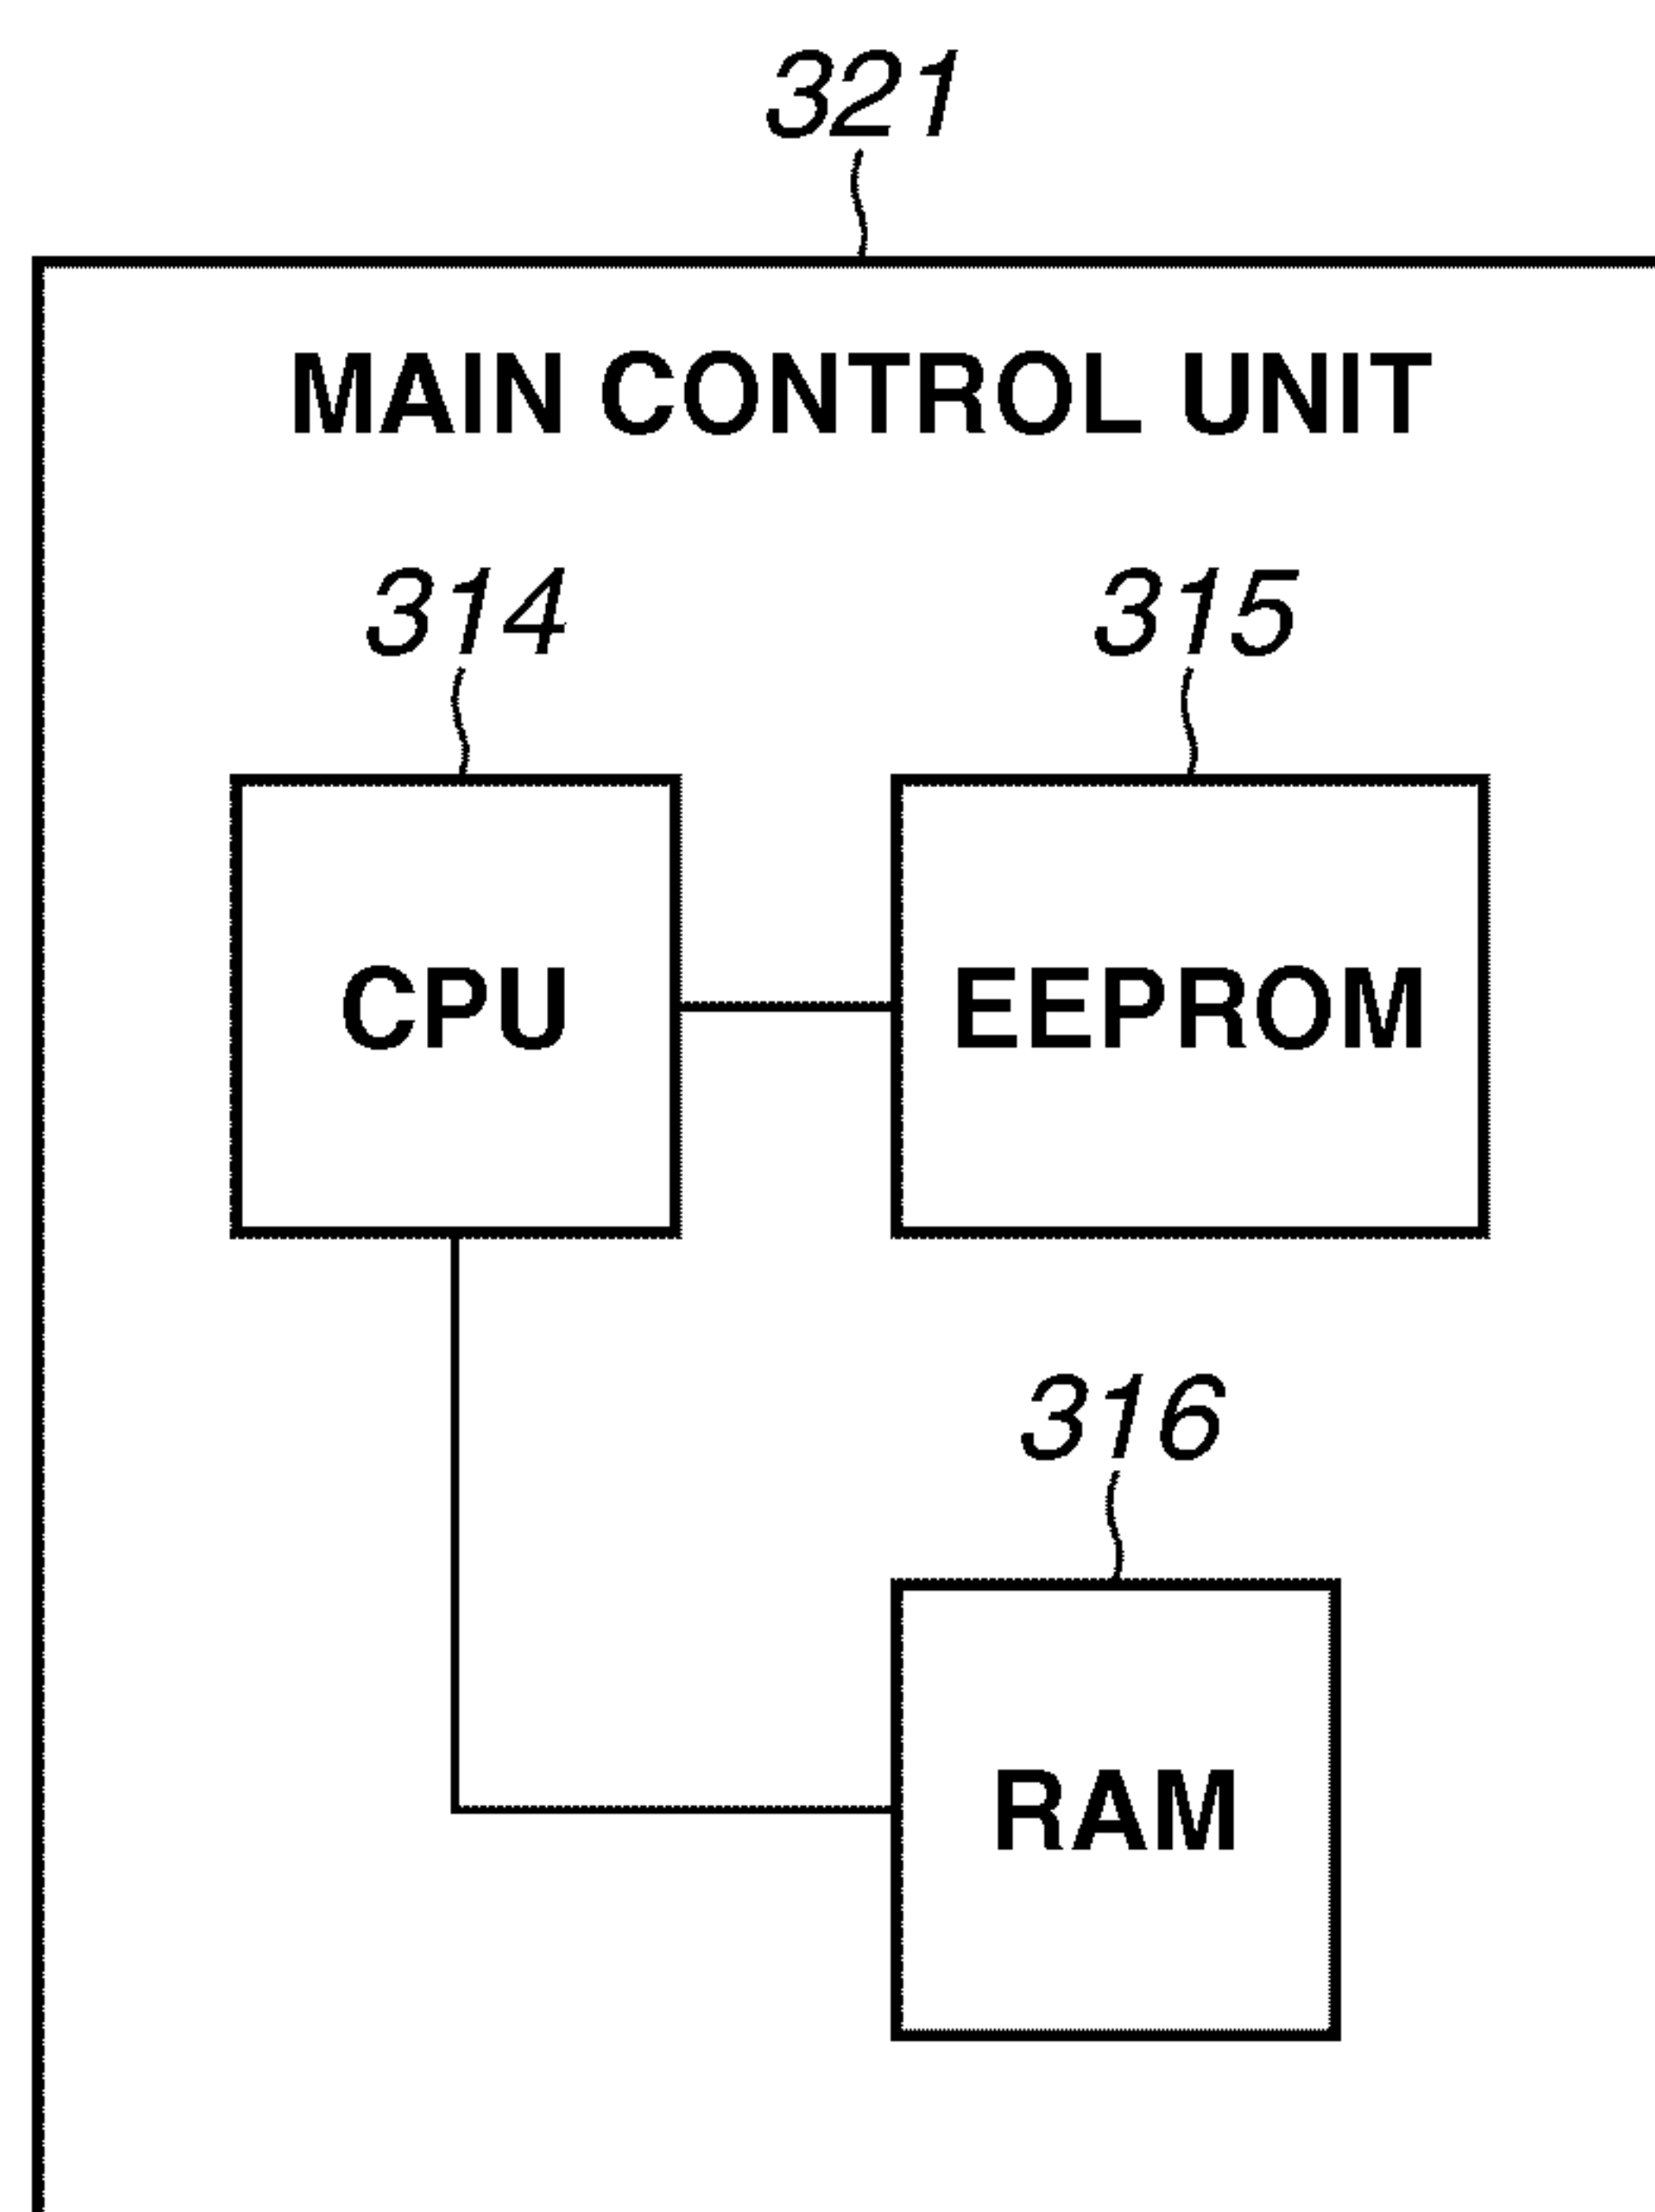 321
MAIN CONTROL UNIT
314
315
CPU
EEPROM
316
RAM